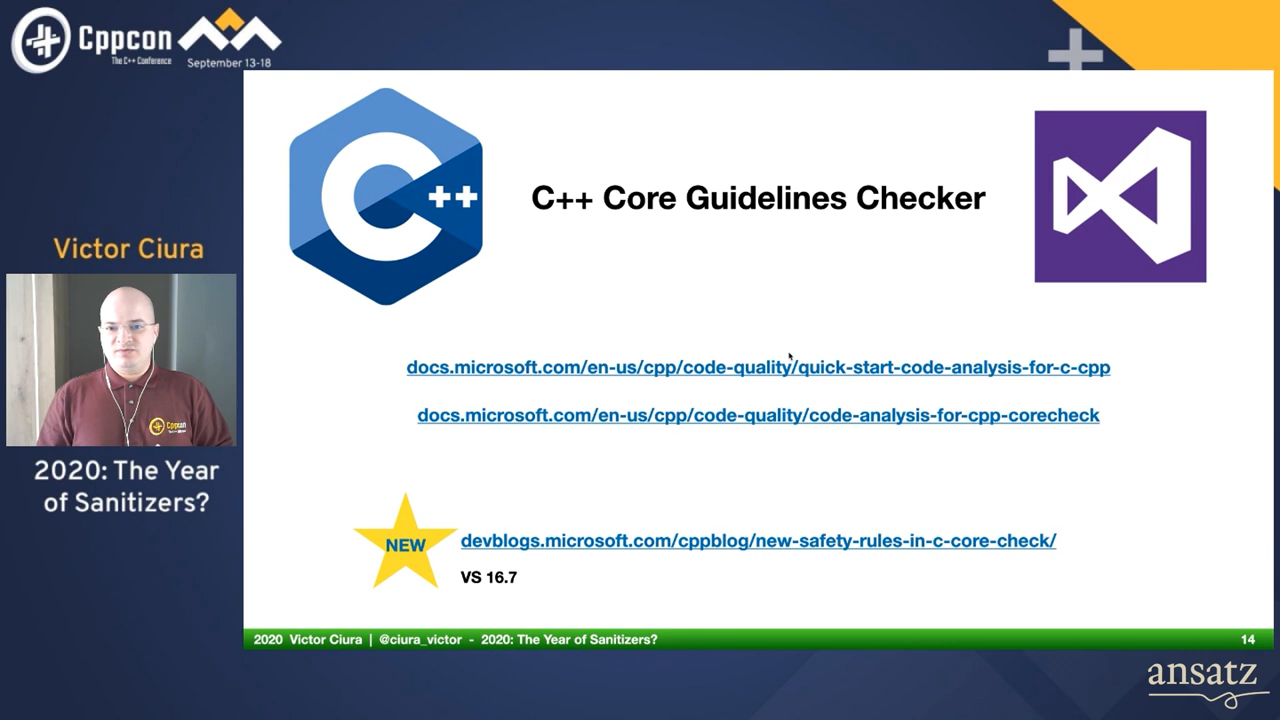 Cppcon
The C++ Conference
September 13-18
C++
C++ Core Guidelines Checker
Victor Ciura
Cppcon
docs.microsoft.com/en-us/cpp/code-quality/quick-start-code-analysis-for-c-cpp
docs.microsoft.com/en-us/cpp/code-quality/code-analysis-for-cpp-corecheck
2020: The Year
of Sanitizers?
NEW
devblogs.microsoft.com/cppblog/new-safety-rules-in-c-core-check/
VS 16.7
2020 Victor Ciura | @ciura_victor - 2020: The Year of Sanitizers?
14
ansatz